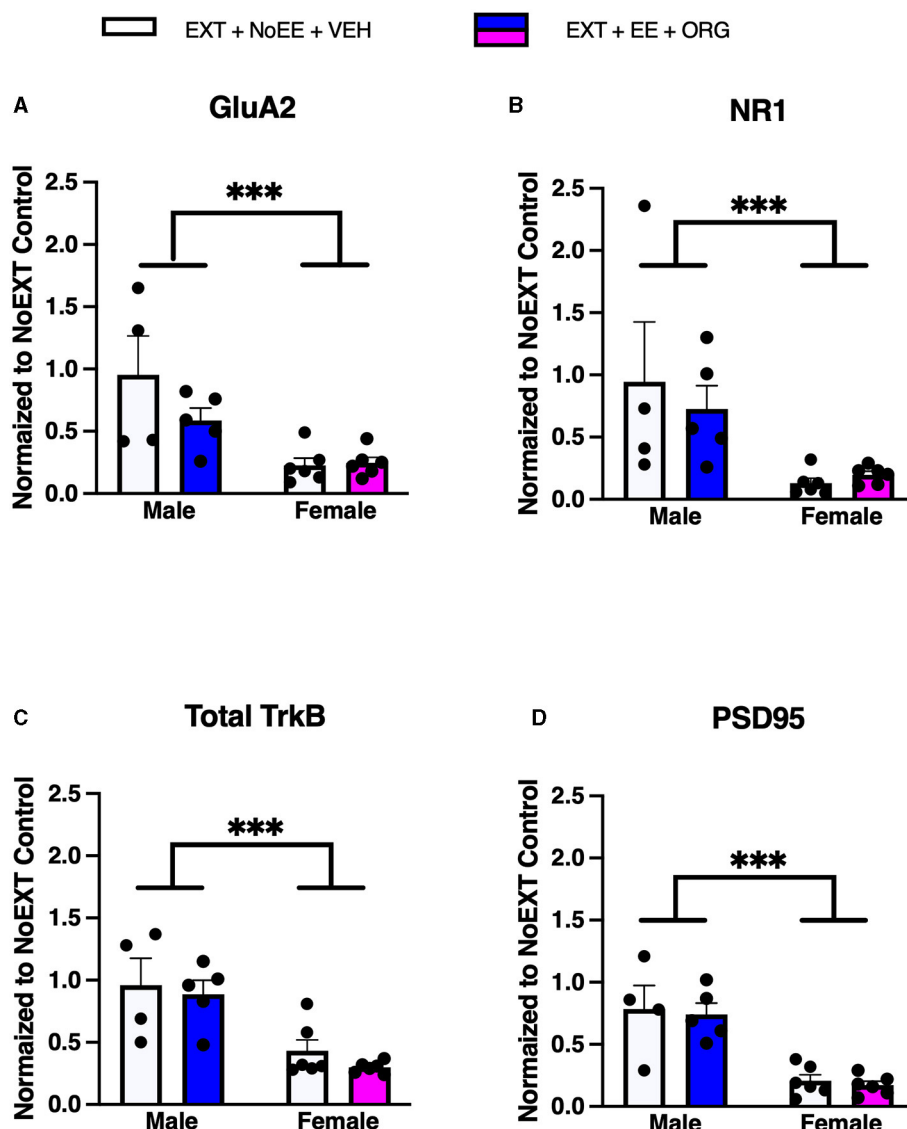 EXT + NoEE + VEH
EXT + EE + ORG
A
GluA2
Normaized to NoEXT Control
2.5
2.0
1.5
1.0
0.5
0.0
***
Male
Female
B
NR1
Normaized to NoEXT Control
2.5
2.0
1.5
1.0
0.5
0.0
***
Male
Female
C
Total TrkB
Normaized to NoEXT Control
2.5
2.0
1.5
1.0
0.5
0.0
***
Male
Female
D
PSD95
Normaized to NoEXT Control
2.5
2.0
1.5
1.0
0.5
0.0
***
Male
Female